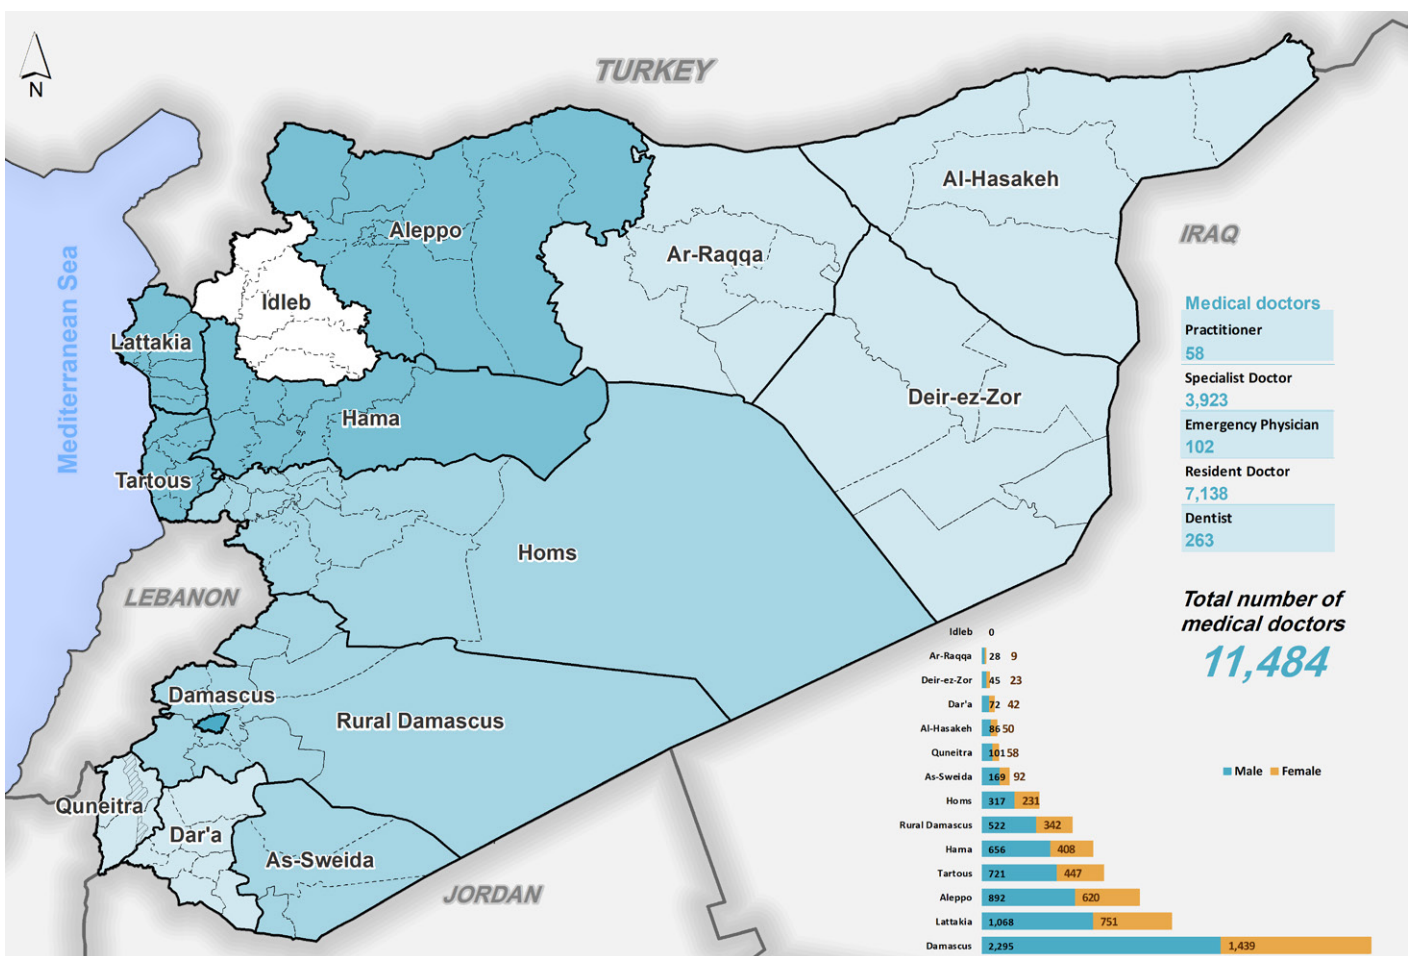 N
TURKEY
Mediterranean Sea
Al-Hasakeh
Aleppo
IRAQ
Ar-Raqqa
Idleb
Lattakia
Deir-ez-Zor
Hama
Tartous
Homs
LEBANON
Damascus
Rural Damascus
Quneitra
Dar'a
As-Sweida
JORDAN
Medical doctors
Practitioner
58
Specialist Doctor
3,923
Emergency Physician
102
Resident Doctor
7,138
Dentist
263
Total number of
medical doctors
11,484
Idleb 0
Ar-Raqqa 28 9
Deir-ez-Zor 45 23
Dar'a 72 42
Al-Hasakeh 86 50
Quneitra 101 58
As-Sweida 169 92
Homs 317 231
Rural Damascus 522 342
Hama 656 408
Tartous 721 447
Aleppo 892 620
Lattakia 1,068 751
Damascus 2,295 1,439
Male Female